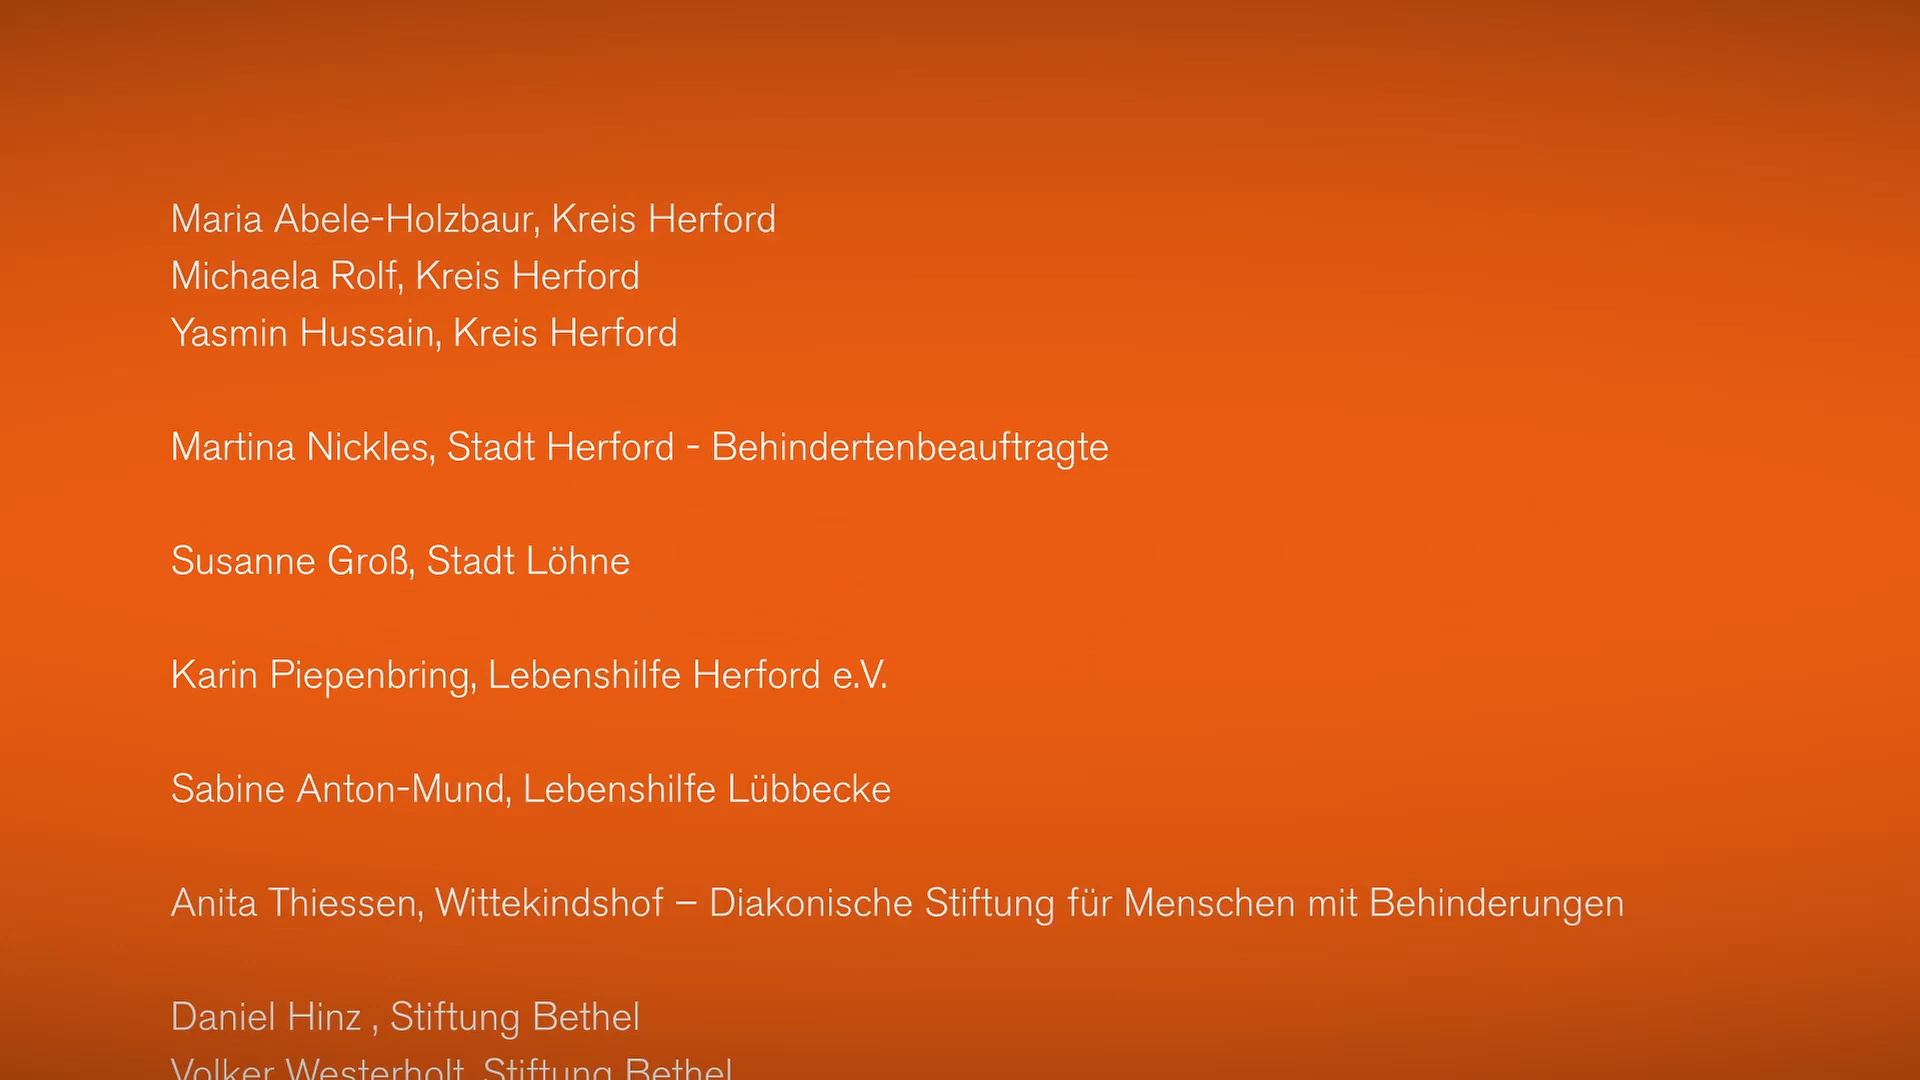 Maria Abele-Holzbaur, Kreis Herford
Michaela Rolf, Kreis Herford
Yasmin Hussain, Kreis Herford
Martina Nickles, Stadt Herford - Behindertenbeauftragte
Susanne Groß, Stadt Löhne
Karin Piepenbring, Lebenshilfe Herford e.V.
Sabine Anton-Mund, Lebenshilfe Lübbecke
Anita Thiessen, Wittekindshof – Diakonische Stiftung für Menschen mit Behinderungen
Daniel Hinz , Stiftung Bethel
Volker Westerholt, Stiftung Bethel